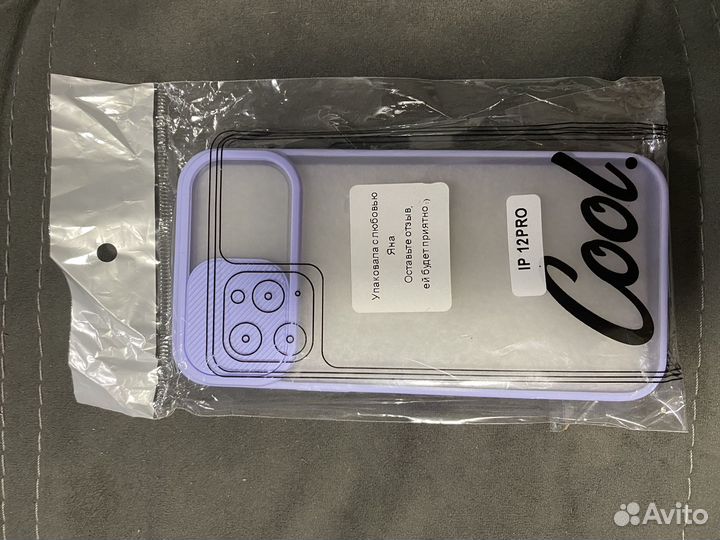 Упаковала с любовью
Яна
Оставьте отзыв,
ей будет приятно :)
IP 12PRO
Cool.
Avito